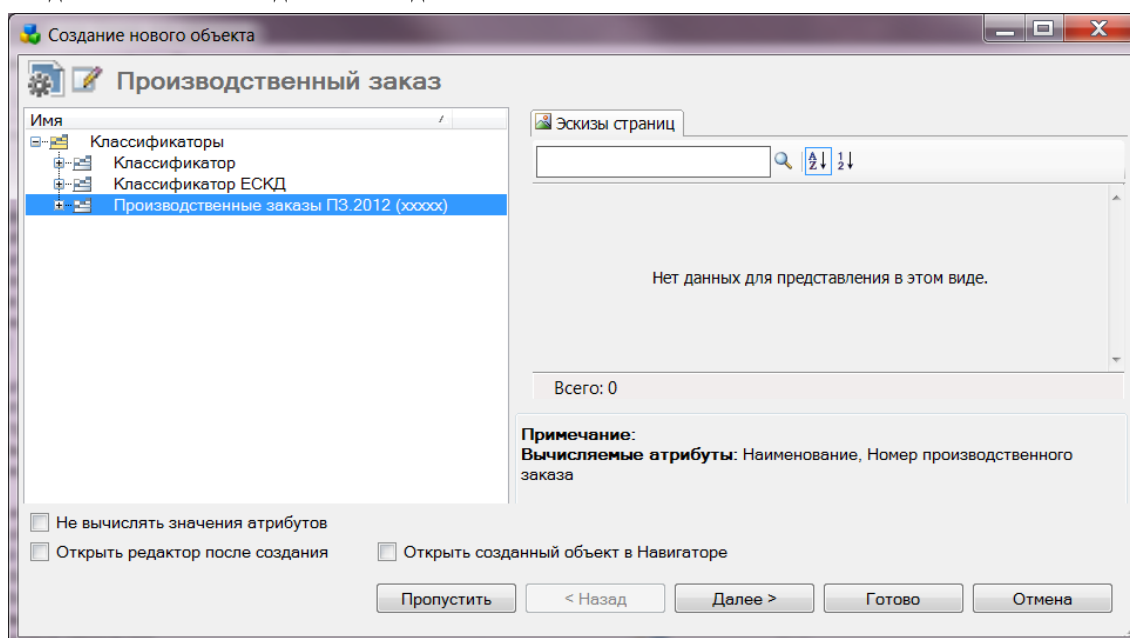 Создание нового объекта
Производственный заказ
Имя
Классификаторы
Классификатор
Классификатор ЕСКД
Производственные заказы ПЗ.2012 (xxxxx)
Эскизы страниц
Нет данных для представления в этом виде.
Всего: 0
Примечание:
Вычисляемые атрибуты: Наименование, Номер производственного
заказа
Не вычислять значения атрибутов
Открыть редактор после создания
Открыть созданный объект в Навигаторе
Пропустить
< Назад
Далее >
Готово
Отмена